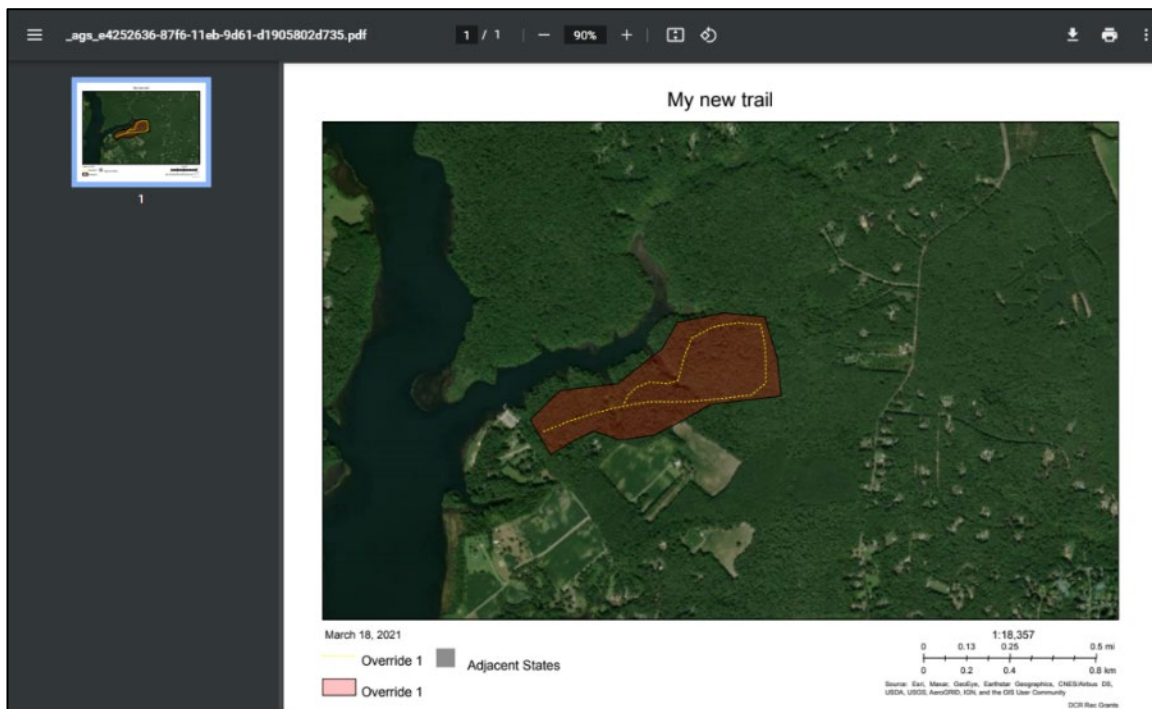 _ags_e4252636-87f6-11eb-9d61-d1905802d735.pdf 1 / 1 90%
1
My new trail
March 18, 2021
Override 1 Adjacent States
Override 1
1:18,357
0 0.13 0.25 0.5 mi
0 0.2 0.4 0.8 km
Source: Esri, Maxar, GeoEye, Earthstar Geographics, CNES/Airbus DS,
USDA, USGS, AeroGRID, IGN, and the GIS User Community
DCR Rec Grants